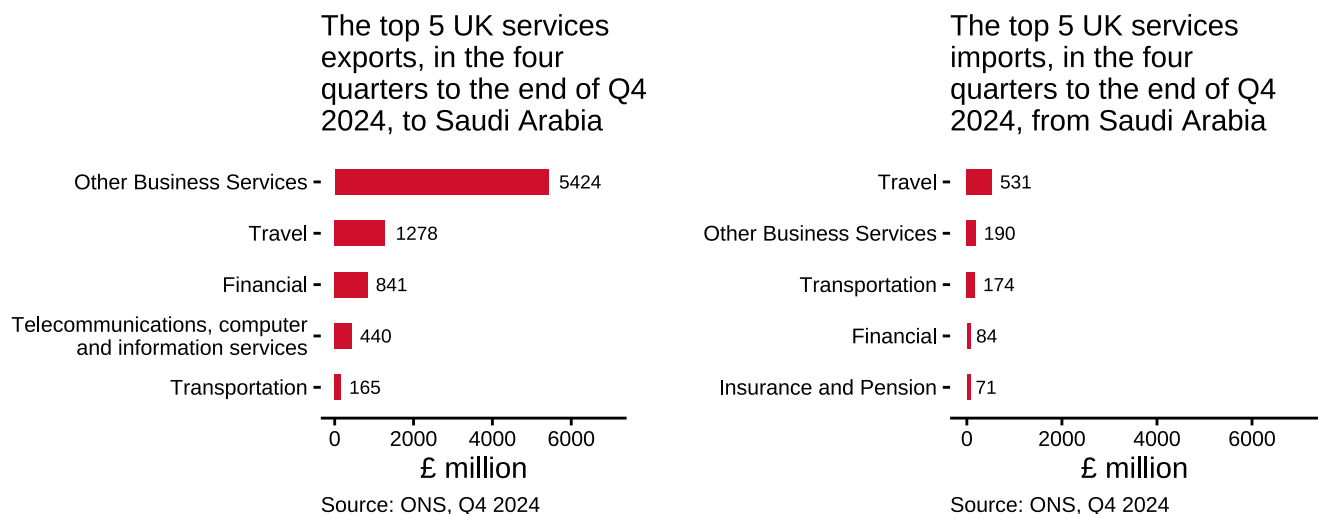 The top 5 UK services
exports, in the four
quarters to the end of Q4
2024, to Saudi Arabia
Other Business Services
5424
Travel
1278
Financial
841
Telecommunications, computer
and information services
440
Transportation
165
0 2000 4000 6000
£ million
Source: ONS, Q4 2024
The top 5 UK services
imports, in the four
quarters to the end of Q4
2024, from Saudi Arabia
Travel
531
Other Business Services
190
Transportation
174
Financial
84
Insurance and Pension
71
0 2000 4000 6000
£ million
Source: ONS, Q4 2024